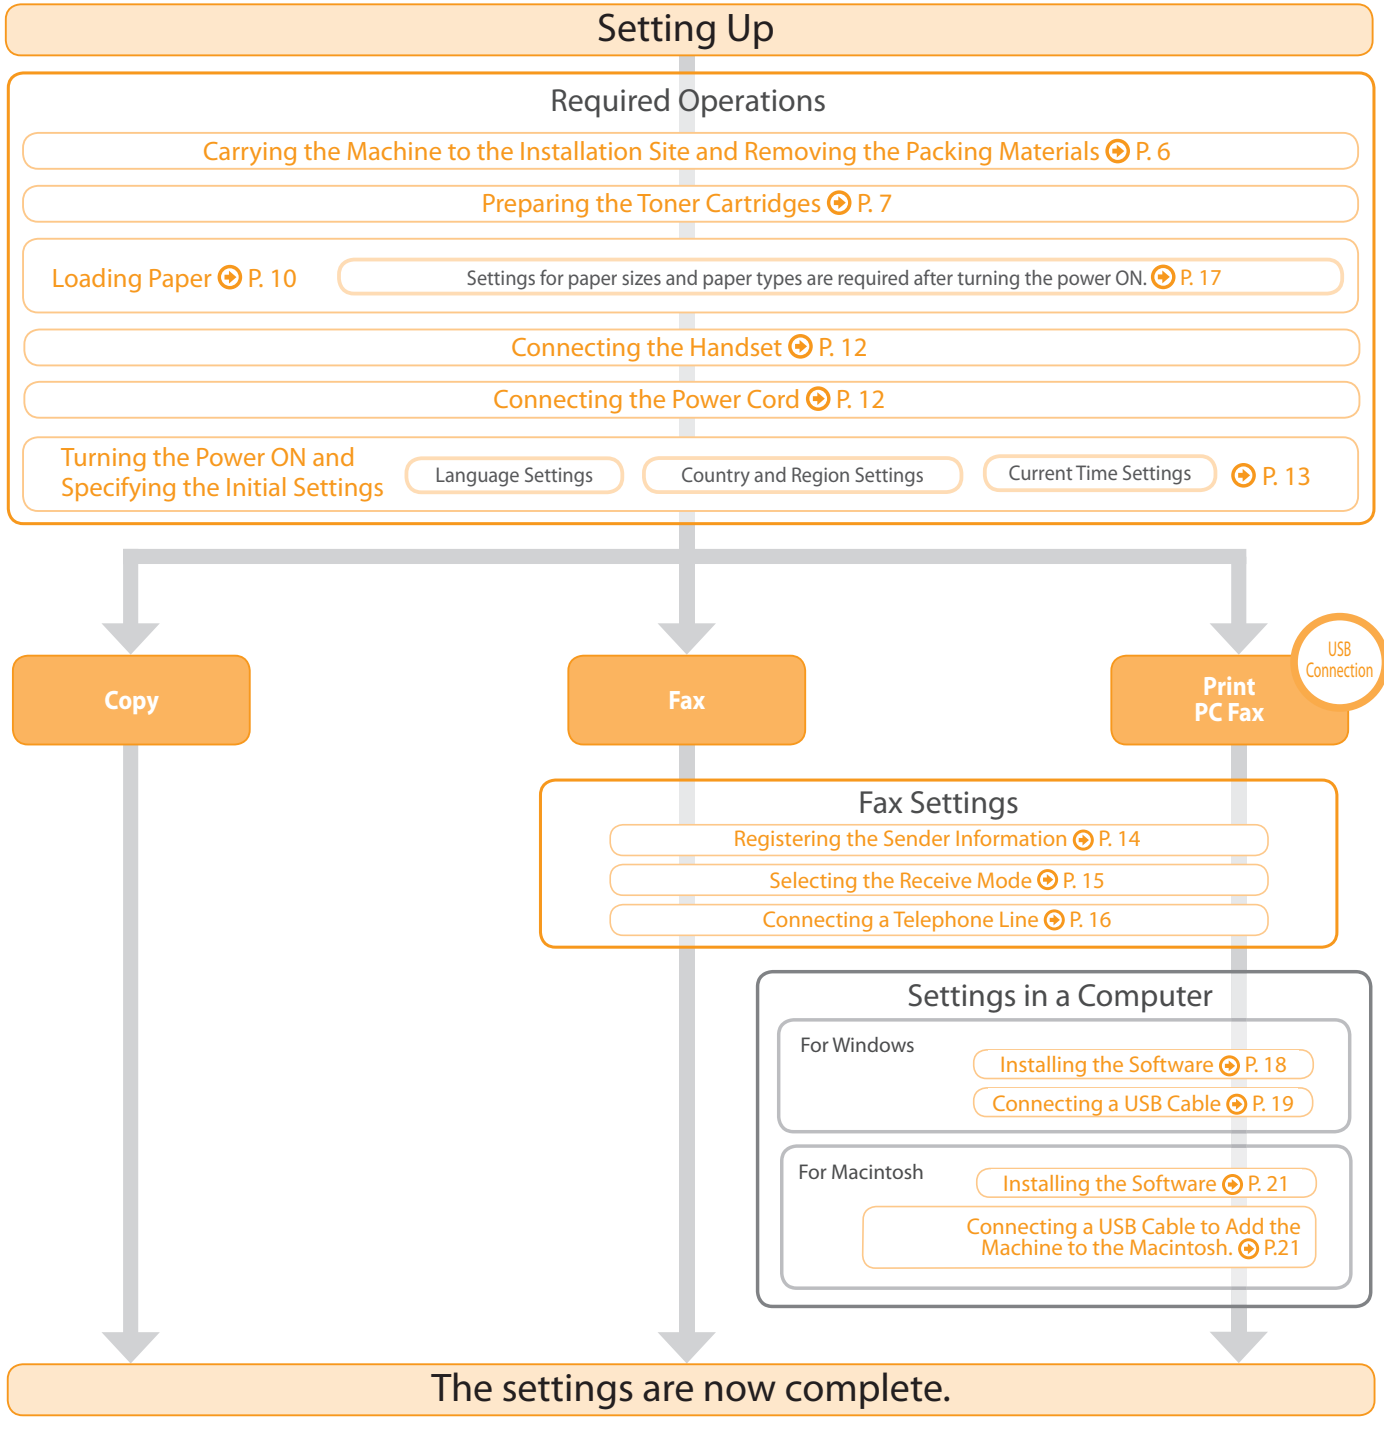 Setting Up
Required Operations
Carrying the Machine to the Installation Site and Removing the Packing Materials P. 6
Preparing the Toner Cartridges P. 7
Loading Paper P. 10
Settings for paper sizes and paper types are required after turning the power ON. P. 17
Connecting the Handset P. 12
Connecting the Power Cord P. 12
Turning the Power ON and
Specifying the Initial Settings
Language Settings
Country and Region Settings
Current Time Settings
P. 13
Copy
Fax
Print
PC Fax
USB
Connection
Fax Settings
Registering the Sender Information P. 14
Selecting the Receive Mode P. 15
Connecting a Telephone Line P. 16
Settings in a Computer
For Windows
Installing the Software P. 18
Connecting a USB Cable P. 19
For Macintosh
Installing the Software P. 21
Connecting a USB Cable to Add the
Machine to the Macintosh. P.21
The settings are now complete.